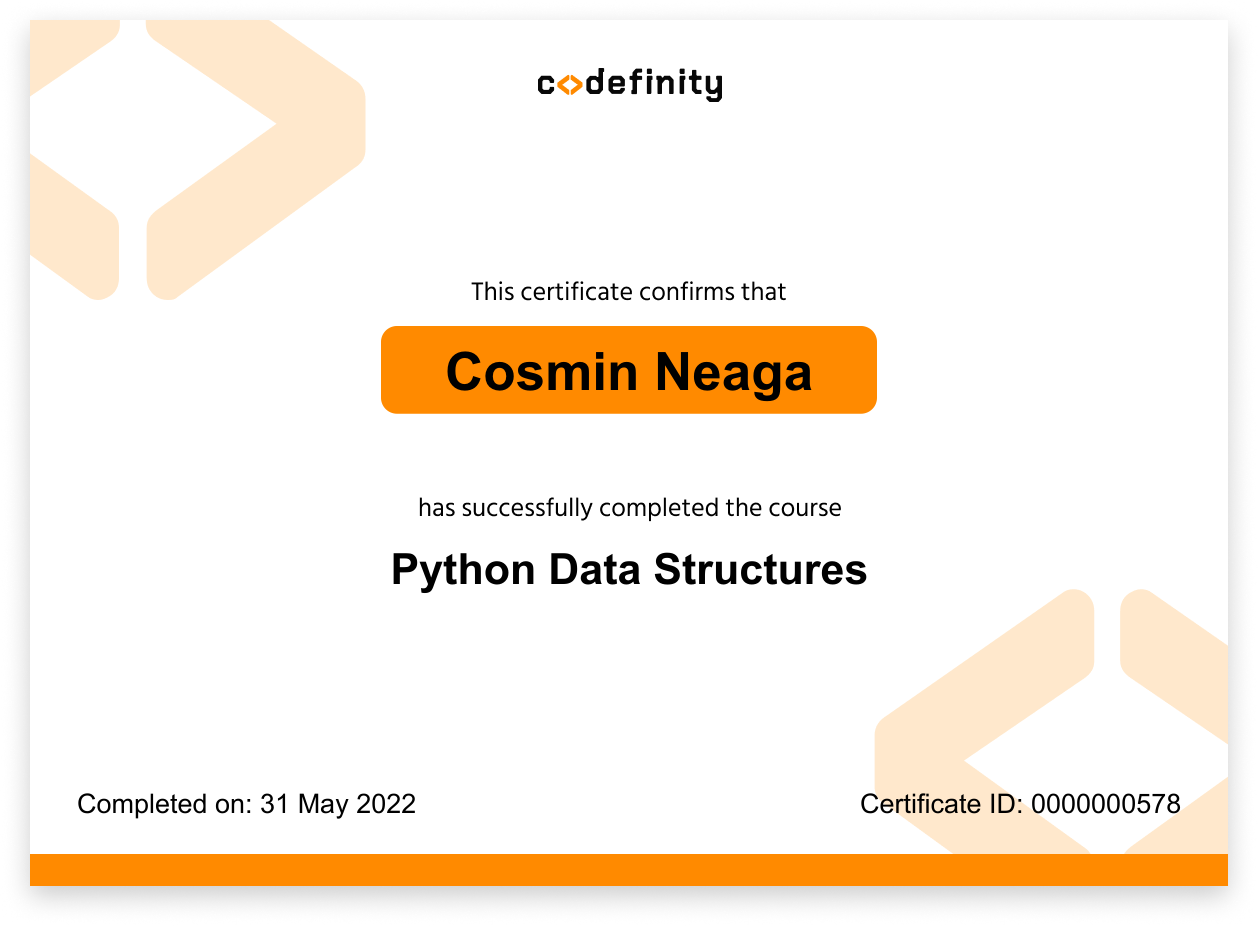 codefinity
This certificate confirms that
Cosmin Neaga
has successfully completed the course
Python Data Structures
Completed on: 31 May 2022
Certificate ID: 0000000578